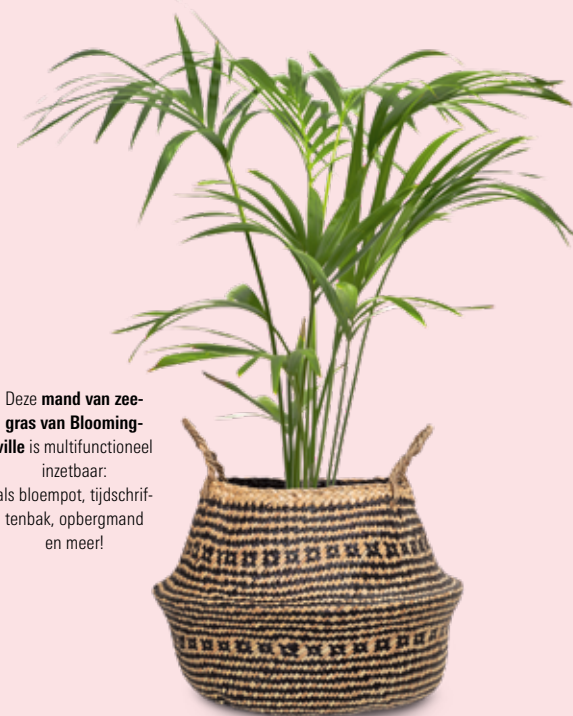 Deze mand van zee-
gras van Blooming-
ville is multifunctioneel
inzetbaar:
als bloempot, tijdschrif-
tenbak, opbergmand
en meer!